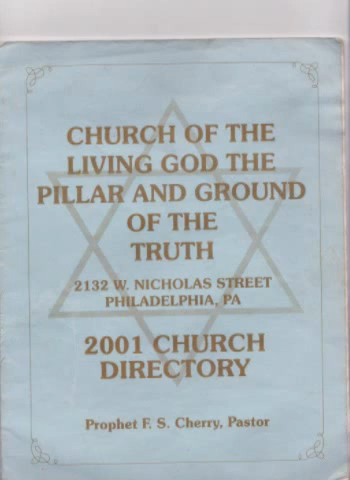 CHURCH OF THE
LIVING GOD THE
PILLAR AND GROUND
OF THE
TRUTH
2132 W. NICHOLAS STREET
PHILADELPHIA, PA
2001 CHURCH
DIRECTORY
Prophet F. S. Cherry, Pastor